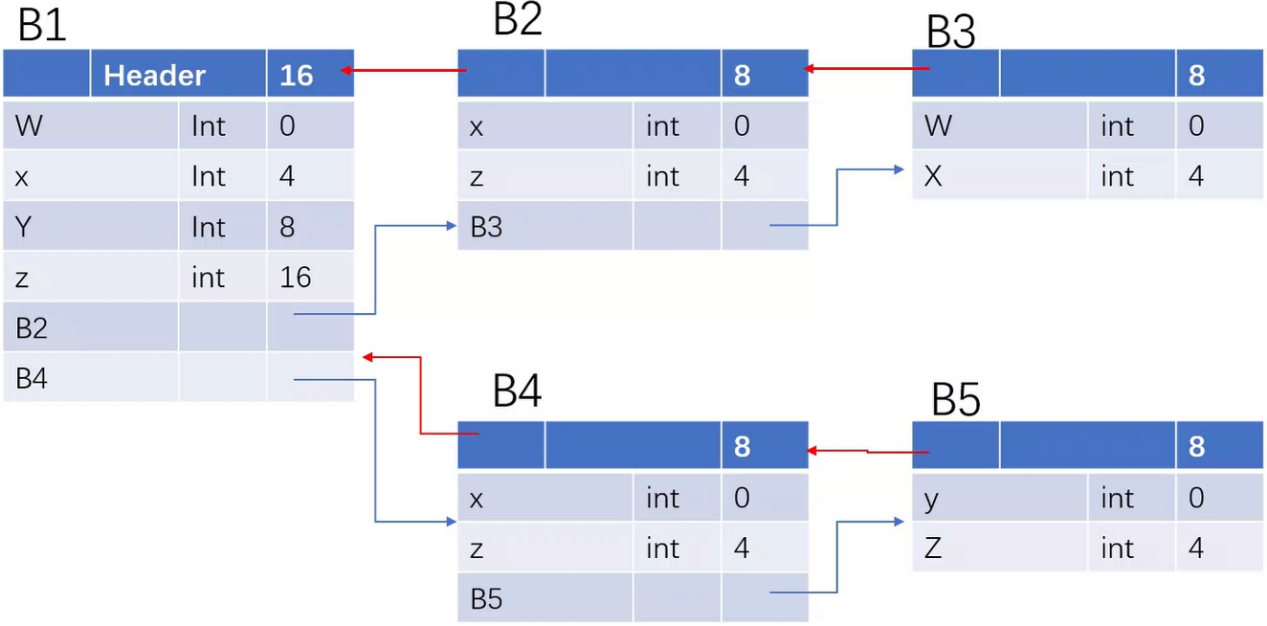 B1
Header 16
W Int 0
x Int 4
Y Int 8
z int 16
B2
B4
B2
8
x int 0
z int 4
B3
B3
8
W int 0
X int 4
B4
8
x int 0
z int 4
B5
B5
8
y int 0
Z int 4